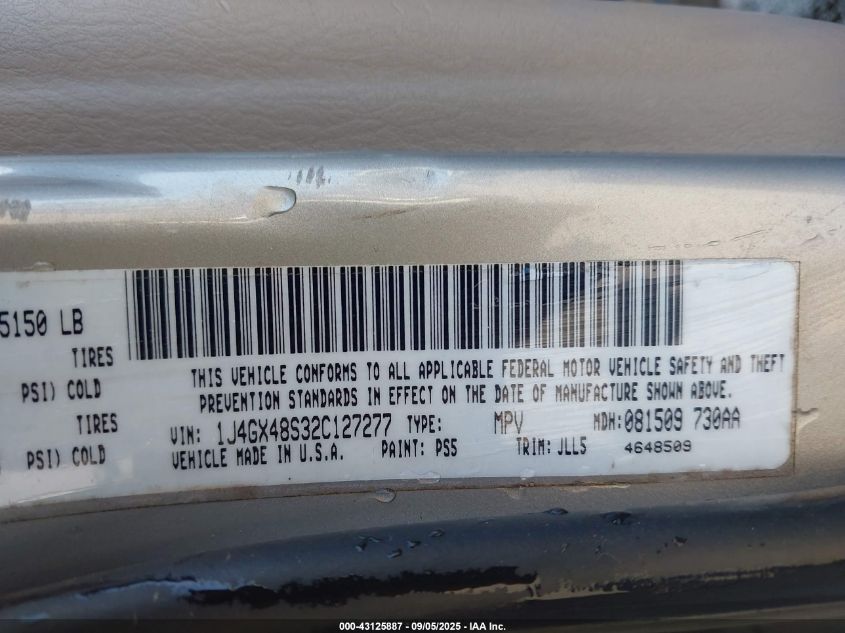 5150 LB
TIRES
PSI) COLD
TIRES
PSI) COLD
THIS VEHICLE CONFORMS TO ALL APPLICABLE FEDERAL MOTOR VEHICLE SAFETY AND THEFT
PREVENTION STANDARDS IN EFFECT ON THE DATE OF MANUFACTURE SHOWN ABOVE.
VIN: 1J4GX48S32C127277 TYPE: MPV MDH: 081509 730AA
VEHICLE MADE IN U.S.A. PAINT: PS5 TRIM: JLL5 4648509
000-43125887 - 09/05/2025 - IAA Inc.